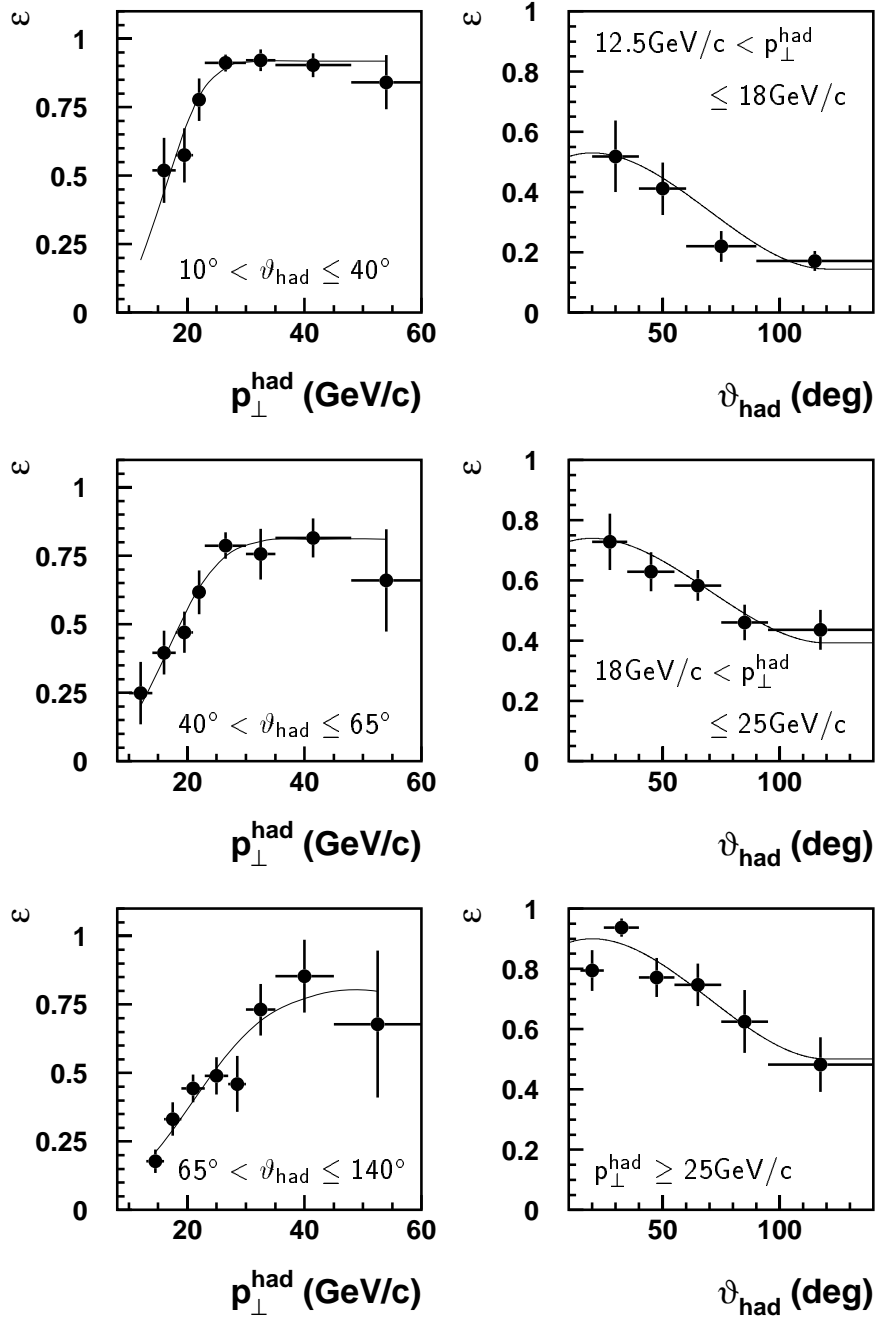 ε
1
0.75
0.5
0.25
0
10° < ϑhad ≤ 40°
20 40 60
p⊥had (GeV/c)
ε
1
0.8
0.6
0.4
0.2
0
12.5GeV/c < p⊥had
≤ 18GeV/c
50 100
ϑhad (deg)
ε
1
0.75
0.5
0.25
0
40° < ϑhad ≤ 65°
20 40 60
p⊥had (GeV/c)
ε
1
0.8
0.6
0.4
0.2
0
18GeV/c < p⊥had
≤ 25GeV/c
50 100
ϑhad (deg)
ε
1
0.75
0.5
0.25
0
65° < ϑhad ≤ 140°
20 40 60
p⊥had (GeV/c)
ε
1
0.8
0.6
0.4
0.2
0
p⊥had ≥ 25GeV/c
50 100
ϑhad (deg)